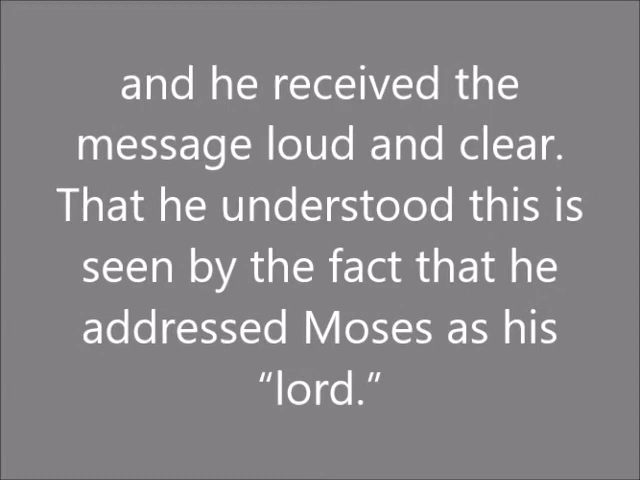 and he received the
message loud and clear.
That he understood this is
seen by the fact that he
addressed Moses as his
“lord.”